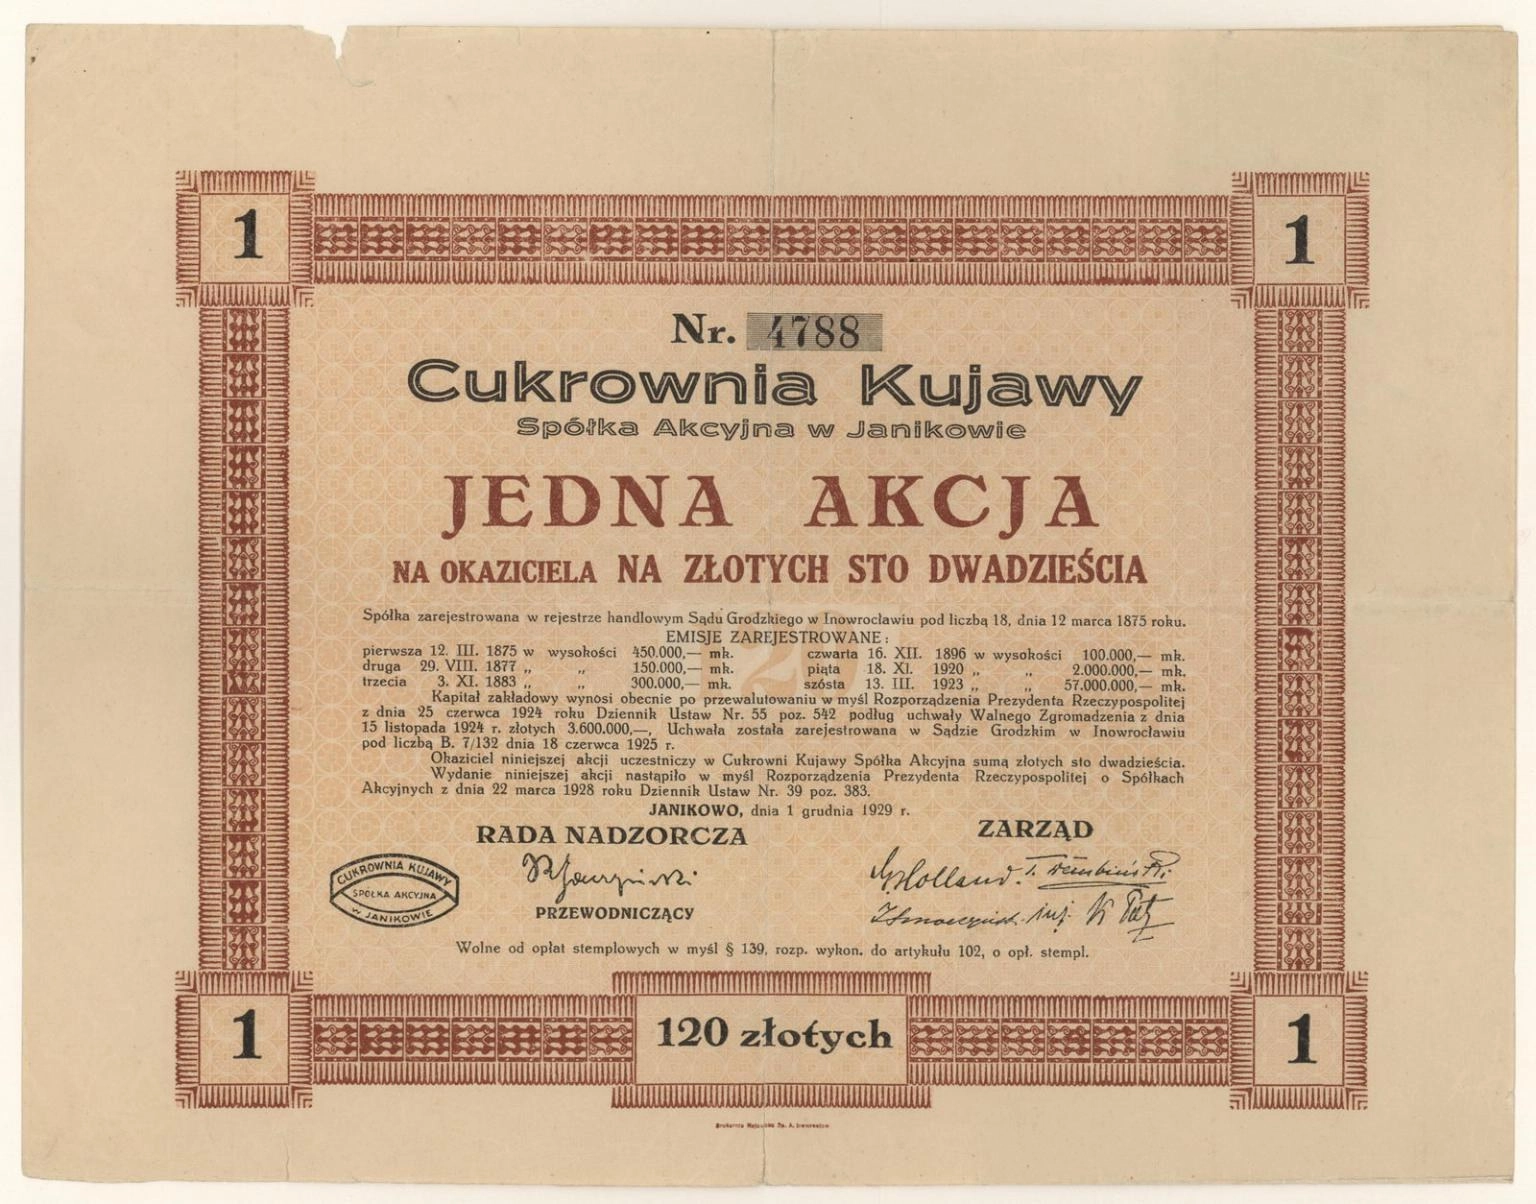 1
1
Nr. 4788
Cukrownia Kujawy
Spółka Akcyjna w Janikowie
JEDNA AKCJA
NA OKAZICIELA NA ZŁOTYCH STO DWADZIEŚCIA
Spółka zarejestrowana w rejestrze handlowym Sądu Grodzkiego w Inowrocławiu pod liczbą 18, dnia 12 marca 1875 roku.
EMISJE ZAREJESTROWANE:
pierwsza 12. III. 1875 w wysokości 450.000,— mk. czwarta 16. XII. 1896 w wysokości 100.000,— mk.
druga 29. VIII. 1877 „ „ 150.000,— mk. piąta 18. XI. 1920 „ „ 2.000.000,— mk.
trzecia 3. XI. 1883 „ „ 300.000,— mk. szósta 13. III. 1923 „ „ 57.000.000,— mk.
Kapitał zakładowy wynosi obecnie po przewalutowaniu w myśl Rozporządzenia Prezydenta Rzeczypospolitej
z dnia 25 czerwca 1924 roku Dziennik Ustaw Nr. 55 poz. 542 podług uchwały Walnego Zgromadzenia z dnia
15 listopada 1924 r. złotych 3.600.000,—, Uchwała została zarejestrowana w Sądzie Grodzkim w Inowrocławiu
pod liczbą B. 7/132 dnia 18 czerwca 1925 r.
Okaziciel niniejszej akcji uczestniczy w Cukrowni Kujawy Spółka Akcyjna sumą złotych sto dwadzieścia.
Wydanie niniejszej akcji nastąpiło w myśl Rozporządzenia Prezydenta Rzeczypospolitej o Spółkach
Akcyjnych z dnia 22 marca 1928 roku Dziennik Ustaw Nr. 39 poz. 383.
JANIKOWO, dnia 1 grudnia 1929 r.
RADA NADZORCZA
ZARZĄD
CUKROWNIA KUJAWY
SPÓŁKA AKCYJNA
w JANIKOWIE
Holland.
inż.
PRZEWODNICZĄCY
Wolne od opłat stemplowych w myśl § 139, rozp. wykon. do artykułu 102, o opł. stempl.
1
120 złotych
1